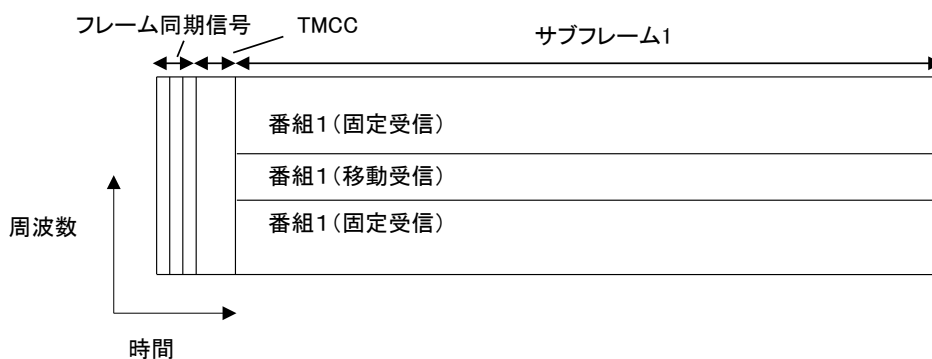 フレーム同期信号
TMCC
サブフレーム1
番組1(固定受信)
番組1(移動受信)
番組1(固定受信)
周波数
時間